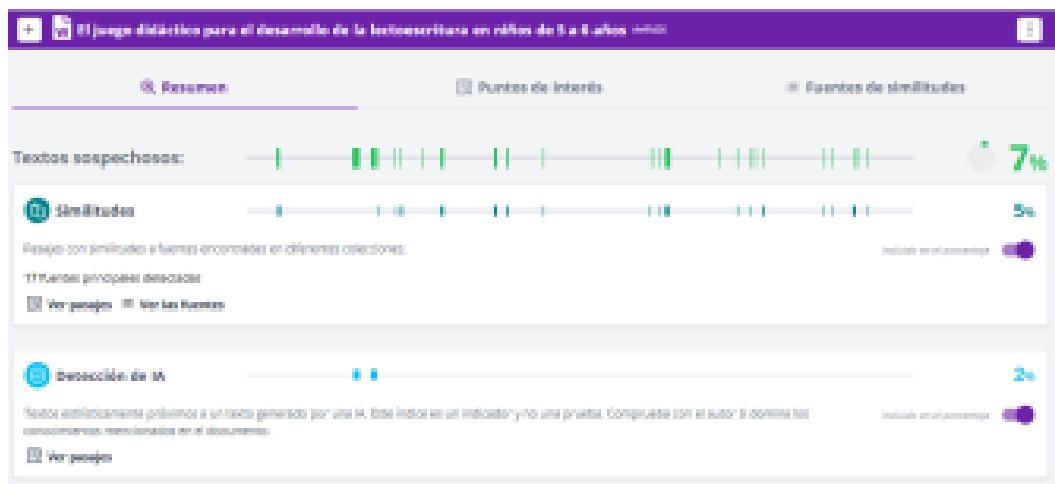 El juego didáctico para el desarrollo de la lectoescritura en niños de 5 a 6 años
Resumen
Puntos de interés
Fuentes de similitudes
Textos sospechosos:
7%
Similitudes
5%
Pasajes con similitudes a fuentes encontradas en diferentes colecciones.
Incluido en el porcentaje
17 fuentes principales detectadas
Ver pasajes
Ver las fuentes
Detección de IA
2%
Textos estilísticamente próximos a un texto generado por una IA. Este índice es un indicador y no una prueba. Comprueba con el autor si domina los
Incluido en el porcentaje
conocimientos mencionados en el documento.
Ver pasajes